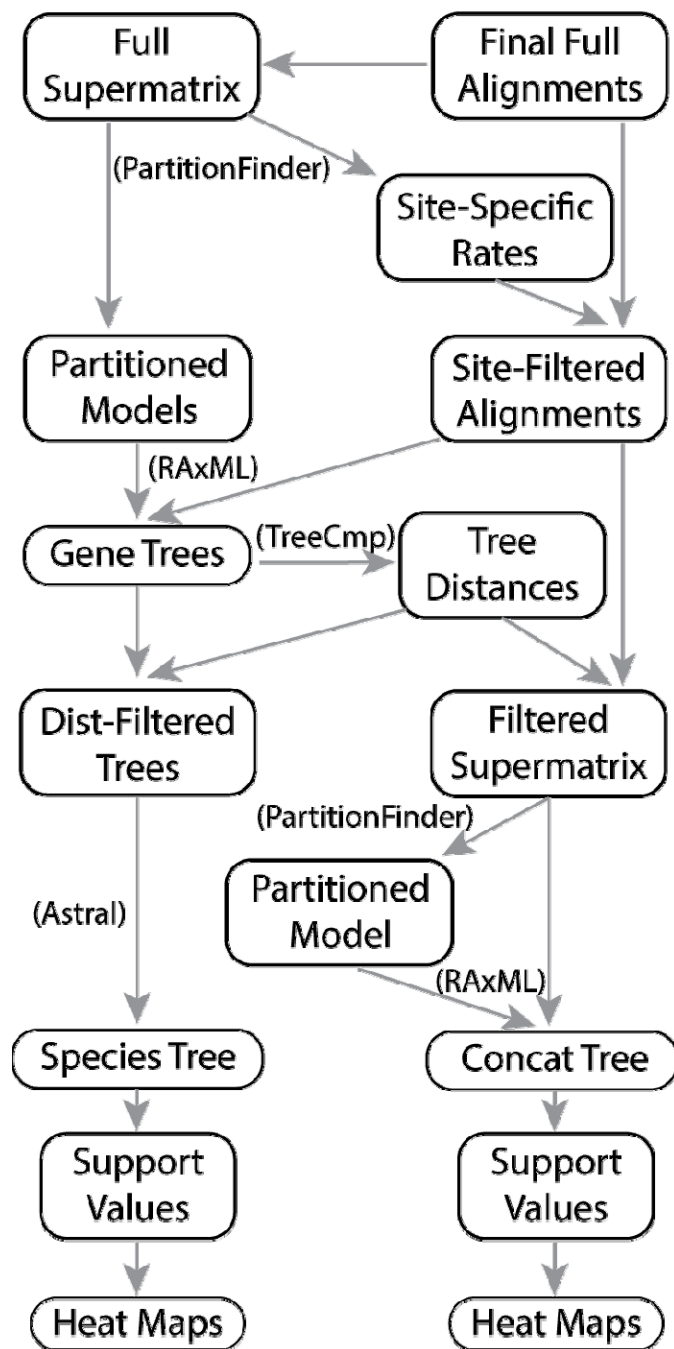 Full
Supermatrix
Final Full
Alignments
(PartitionFinder)
Site-Specific
Rates
Partitioned
Models
Site-Filtered
Alignments
(RAxML)
Gene Trees
(TreeCmp)
Tree
Distances
Dist-Filtered
Trees
Filtered
Supermatrix
(PartitionFinder)
(Astral)
Partitioned
Model
(RAxML)
Species Tree
Concat Tree
Support
Values
Support
Values
Heat Maps
Heat Maps